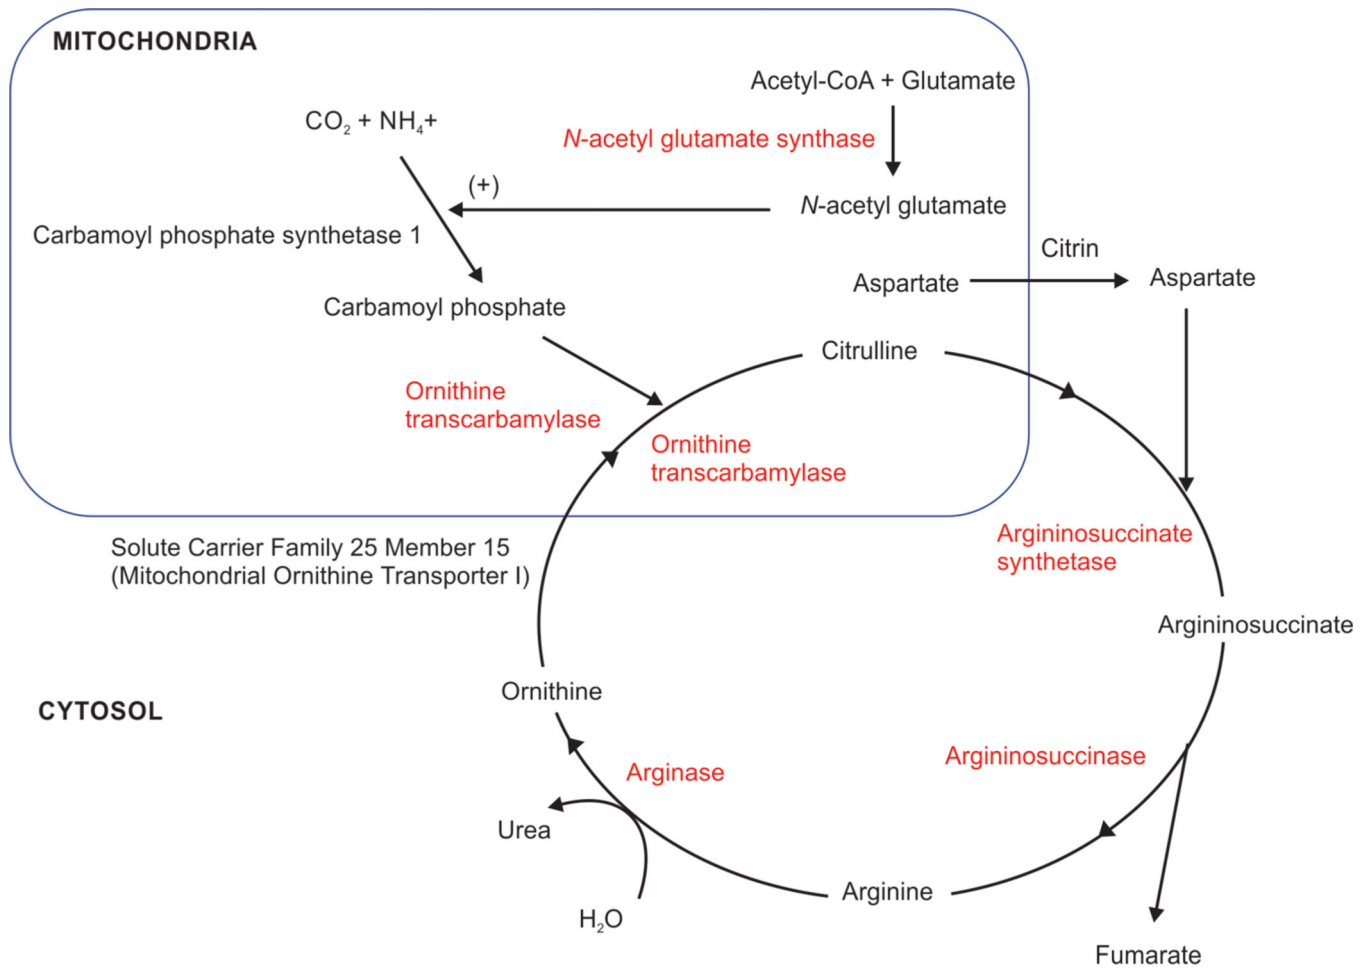 MITOCHONDRIA
Acetyl-CoA + Glutamate
CO₂ + NH₄+
N-acetyl glutamate synthase
(+)
N-acetyl glutamate
Carbamoyl phosphate synthetase 1
Citrin
Aspartate
Aspartate
Carbamoyl phosphate
Citrulline
Ornithine
transcarbamylase
Ornithine
transcarbamylase
Solute Carrier Family 25 Member 15
(Mitochondrial Ornithine Transporter I)
Argininosuccinate
synthetase
Argininosuccinate
Ornithine
CYTOSOL
Argininosuccinase
Arginase
Urea
Arginine
H₂O
Fumarate